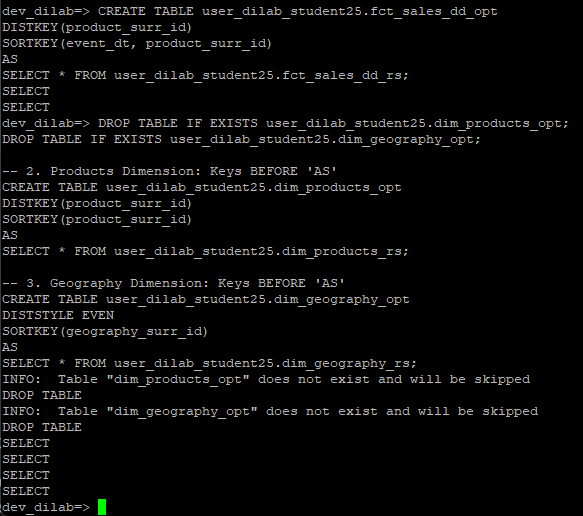 dev_dilab=> CREATE TABLE user_dilab_student25.fct_sales_dd_opt
DISTKEY(product_surr_id)
SORTKEY(event_dt, product_surr_id)
AS
SELECT * FROM user_dilab_student25.fct_sales_dd_rs;
SELECT
SELECT
dev_dilab=> DROP TABLE IF EXISTS user_dilab_student25.dim_products_opt;
DROP TABLE IF EXISTS user_dilab_student25.dim_geography_opt;

-- 2. Products Dimension: Keys BEFORE 'AS'
CREATE TABLE user_dilab_student25.dim_products_opt
DISTKEY(product_surr_id)
SORTKEY(product_surr_id)
AS
SELECT * FROM user_dilab_student25.dim_products_rs;

-- 3. Geography Dimension: Keys BEFORE 'AS'
CREATE TABLE user_dilab_student25.dim_geography_opt
DISTSTYLE EVEN
SORTKEY(geography_surr_id)
AS
SELECT * FROM user_dilab_student25.dim_geography_rs;
INFO:  Table "dim_products_opt" does not exist and will be skipped
DROP TABLE
INFO:  Table "dim_geography_opt" does not exist and will be skipped
DROP TABLE
SELECT
SELECT
SELECT
SELECT
dev_dilab=>